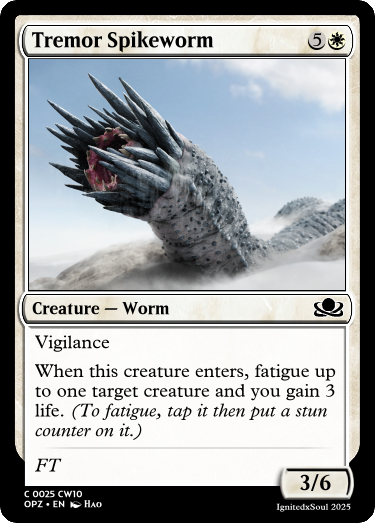 Tremor Spikeworm 5
Creature — Worm
Vigilance
When this creature enters, fatigue up
to one target creature and you gain 3
life. (To fatigue, tap it then put a stun
counter on it.)
FT
3/6
C 0025 CW10
OPZ • EN Hao
IgnitedxSoul 2025